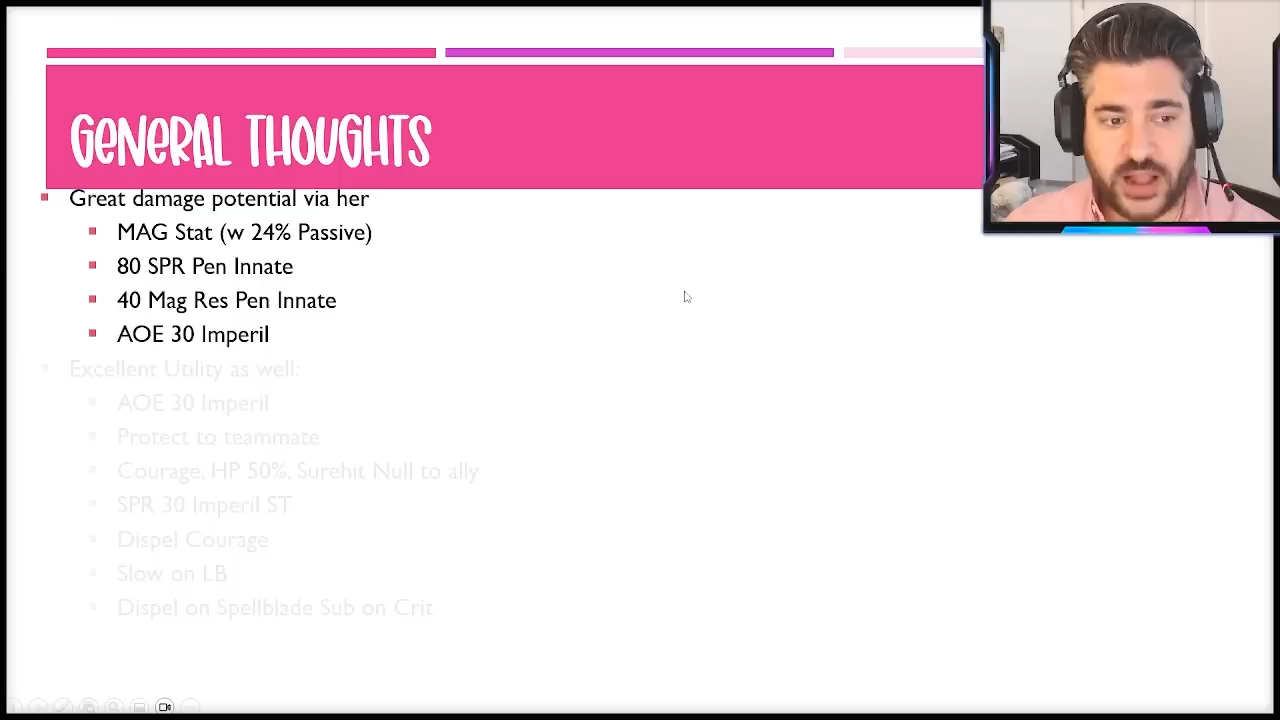 GENERAL THOUGHTS
Great damage potential via her
MAG Stat (w 24% Passive)
80 SPR Pen Innate
40 Mag Res Pen Innate
AOE 30 Imperil
Excellent Utility as well:
AOE 30 Imperil
Protect to teammate
Courage, HP 50%, Surehit Null to ally
SPR 30 Imperil ST
Dispel Courage
Slow on LB
Dispel on Spellblade Sub on Crit